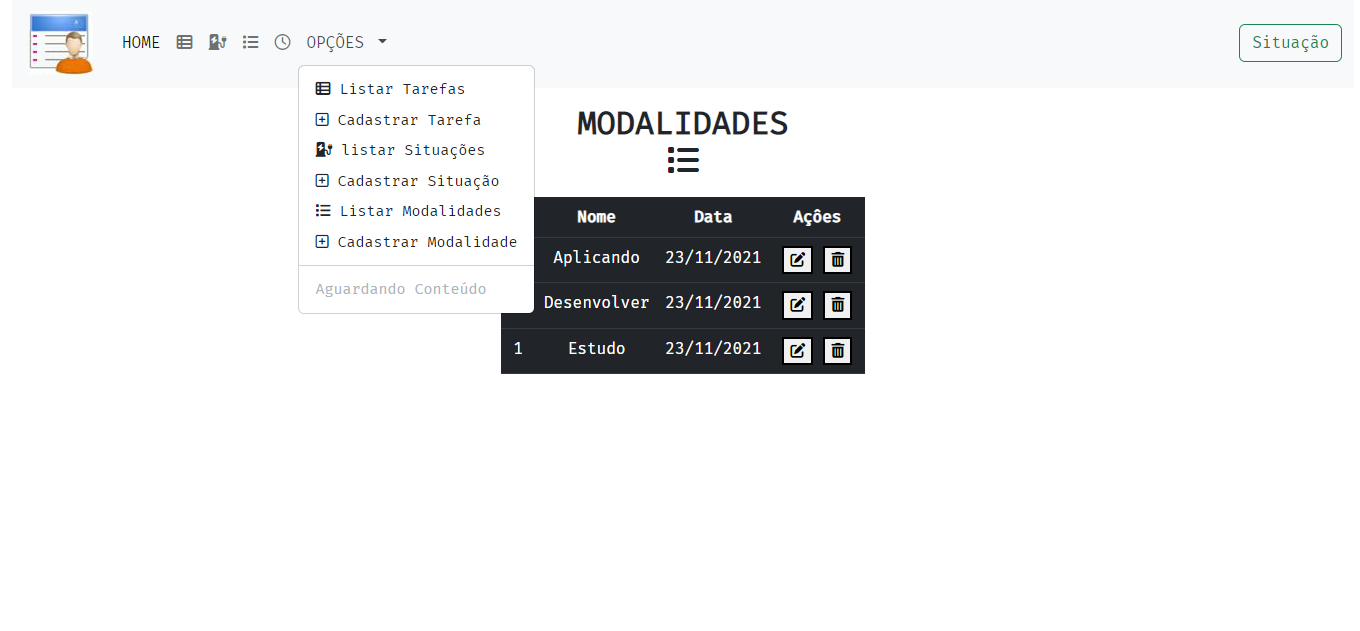 HOME OPÇÕES Situação
Listar Tarefas
Cadastrar Tarefa
listar Situações
Cadastrar Situação
Listar Modalidades
Cadastrar Modalidade
Aguardando Conteúdo
MODALIDADES
Nome Data Açôes
Aplicando 23/11/2021
Desenvolver 23/11/2021
1 Estudo 23/11/2021